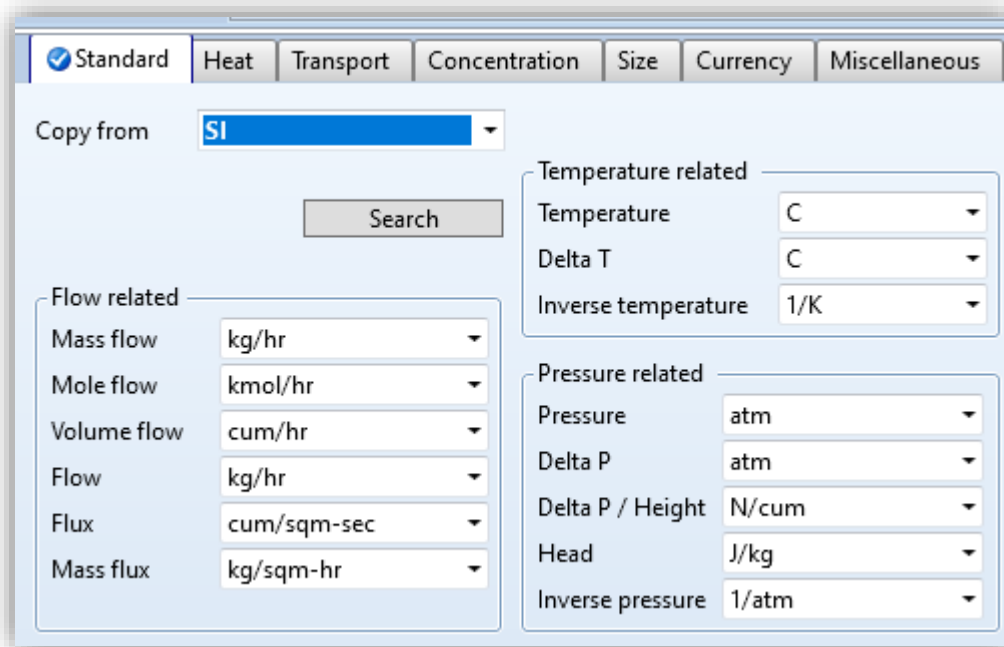 Standard Heat Transport Concentration Size Currency Miscellaneous
Copy from SI
Search
Flow related
Mass flow kg/hr
Mole flow kmol/hr
Volume flow cum/hr
Flow kg/hr
Flux cum/sqm-sec
Mass flux kg/sqm-hr
Temperature related
Temperature C
Delta T C
Inverse temperature 1/K
Pressure related
Pressure atm
Delta P atm
Delta P / Height N/cum
Head J/kg
Inverse pressure 1/atm